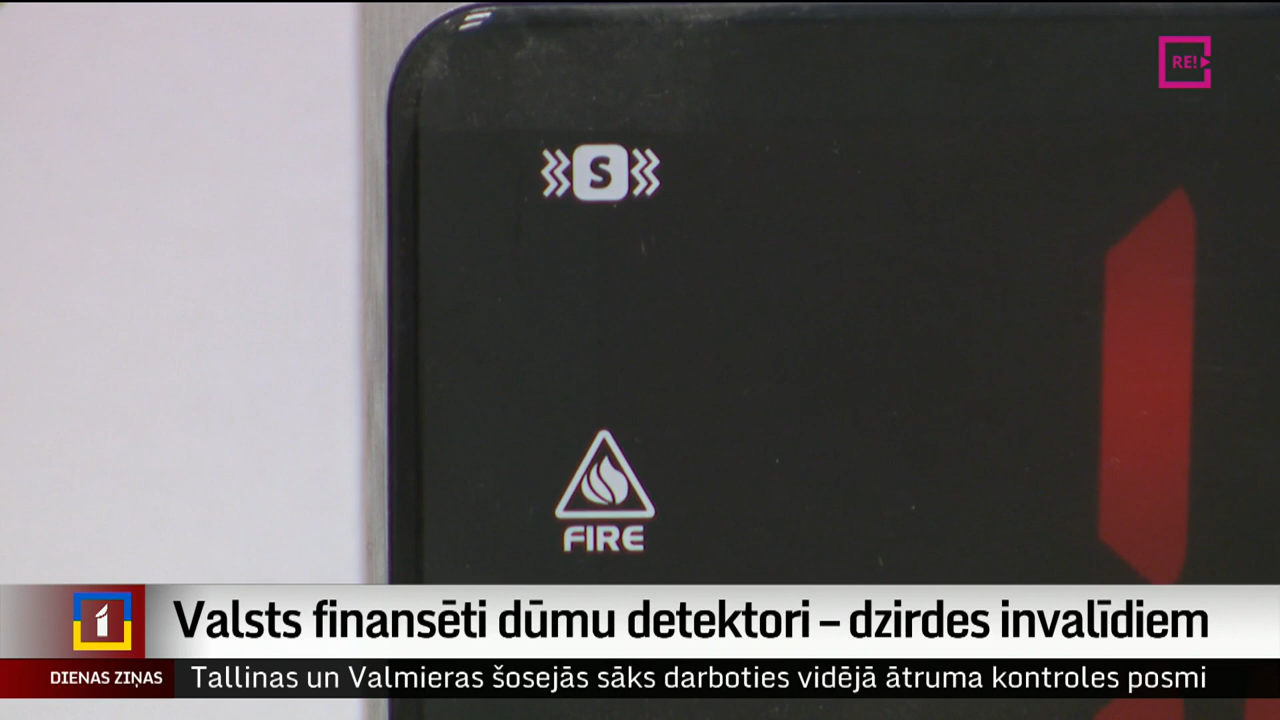 RE!
S
FIRE
1
Valsts finansēti dūmu detektori – dzirdes invalīdiem
DIENAS ZIŅAS
Tallinas un Valmieras šosejās sāks darboties vidējā ātruma kontroles posmi